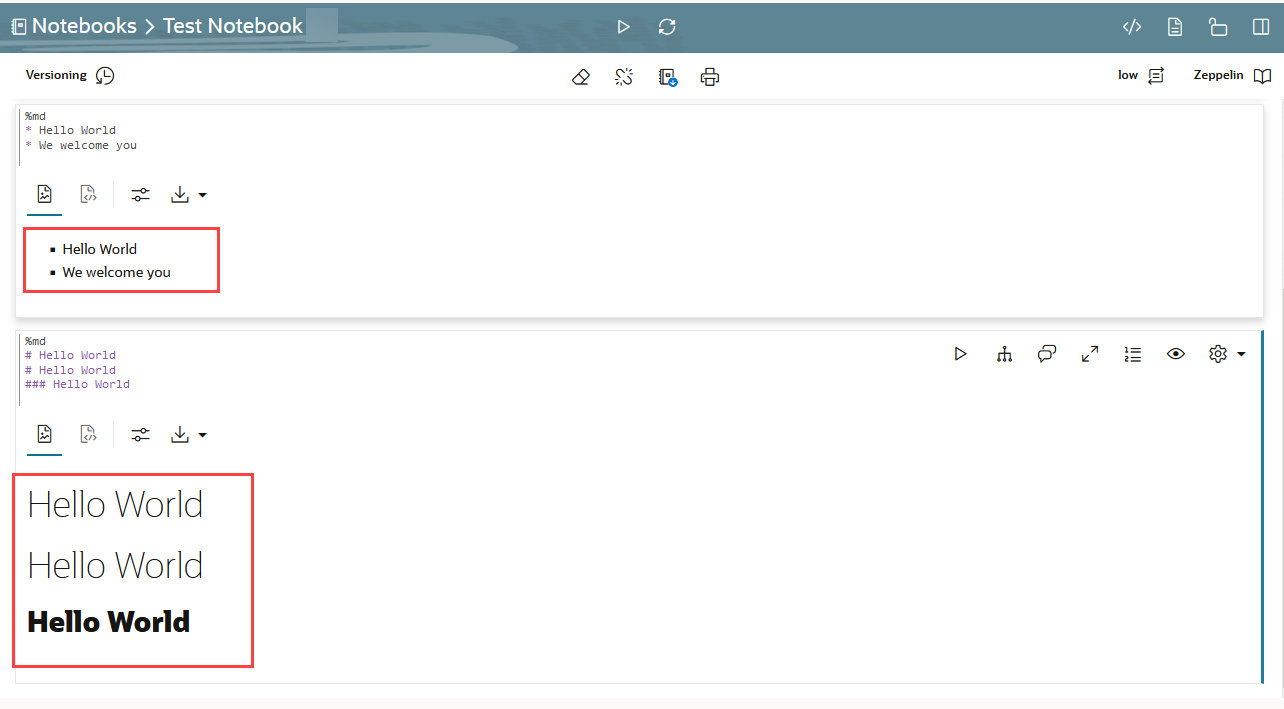 Notebooks > Test Notebook
Versioning
low
Zeppelin
%md
* Hello World
* We welcome you
▪ Hello World
▪ We welcome you
%md
# Hello World
# Hello World
### Hello World
Hello World
Hello World
Hello World